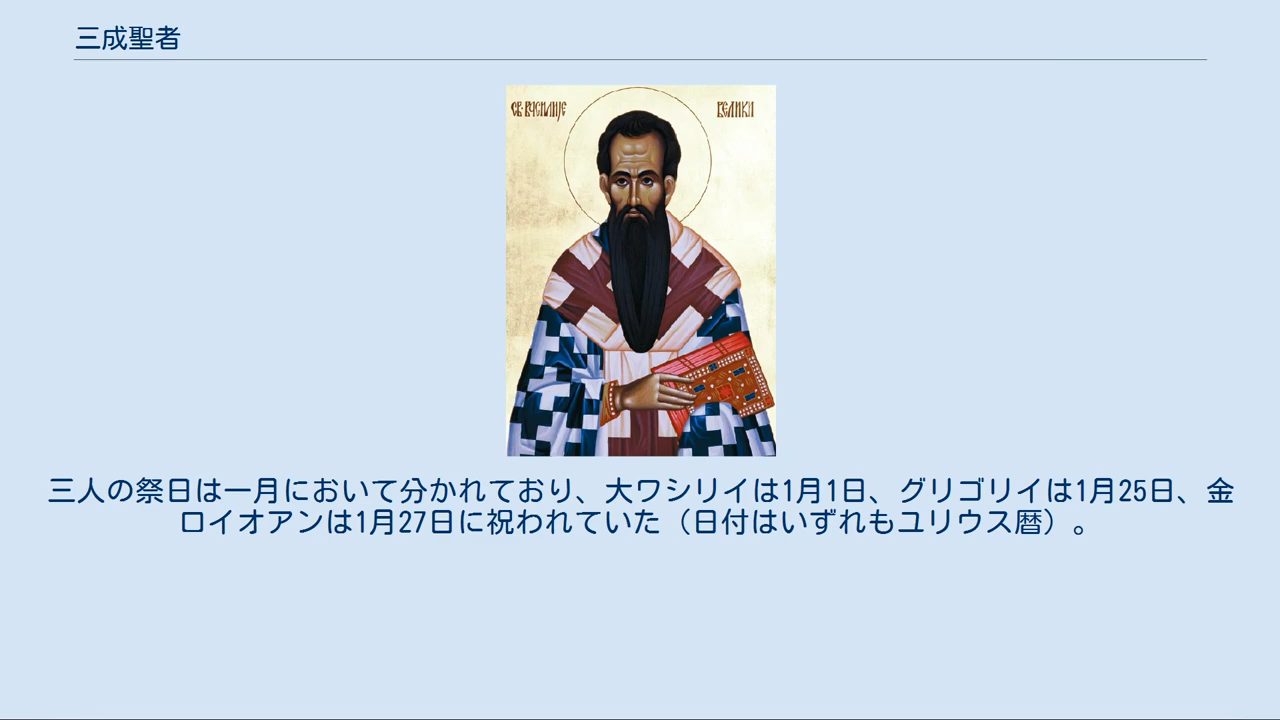 三成聖者
СВ. ВАСИЛИЈЕ ВЕЛИКИ
三人の祭日は一月において分かれており、大ワシリイは1月1日、グリゴリイは1月25日、金
ロイオアンは1月27日に祝われていた（日付はいずれもユリウス暦）。